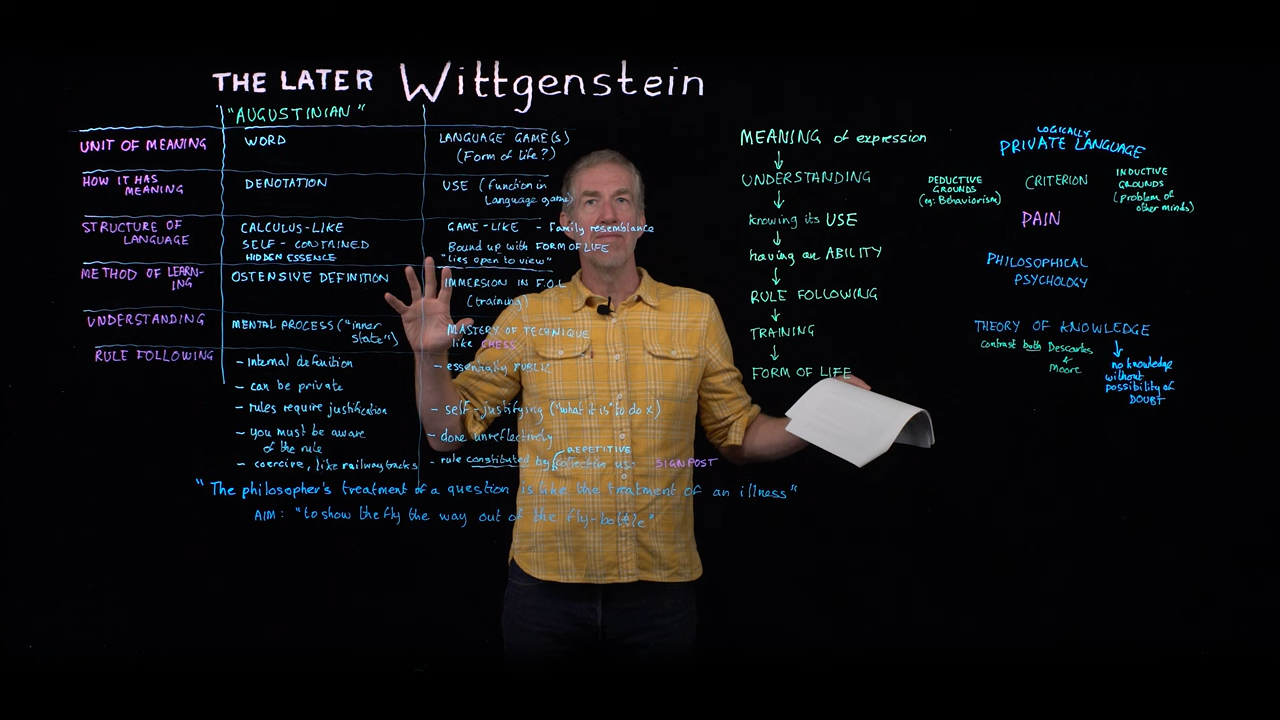 THE LATER Wittgenstein
"AUGUSTINIAN"
UNIT OF MEANING
WORD
LANGUAGE GAME(S)
(Form of life?)
HOW IT HAS
MEANING
DENOTATION
USE (function in
Language game)
STRUCTURE OF
LANGUAGE
CALCULUS-LIKE
SELF-CONTAINED
HIDDEN ESSENCE
GAME-LIKE - Family resemblance
Bound up with FORM OF LIFE
"lies open to view"
METHOD OF LEARN-
ING
OSTENSIVE DEFINITION
IMMERSION IN F.O.L
(training)
UNDERSTANDING
MENTAL PROCESS ("inner
state")
MASTERY OF TECHNIQUE
like CHESS
RULE FOLLOWING
- internal definition
- can be private
- rules require justification
- you must be aware
of the rule
- coercive, like railway tracks
- essentially PUBLIC
- self-justifying ("what it is" to do x)
- done unreflectively
REPETITIVE
- rule constituted by collective use SIGNPOST
"The philosopher's treatment of a question is like the treatment of an illness"
AIM: "to show the fly the way out of the fly-bottle"
MEANING of expression
↓
UNDERSTANDING
↓
knowing its USE
↓
having an ABILITY
↓
RULE FOLLOWING
↓
TRAINING
↓
FORM OF LIFE
LOGICALLY
PRIVATE LANGUAGE
DEDUCTIVE
GROUNDS
(eg: Behaviorism)
CRITERION
INDUCTIVE
GROUNDS
(problem of
other minds)
PAIN
PHILOSOPHICAL
PSYCHOLOGY
THEORY OF KNOWLEDGE
contrast both Descartes
+
Moore
↓
no knowledge
without
possibility of
DOUBT